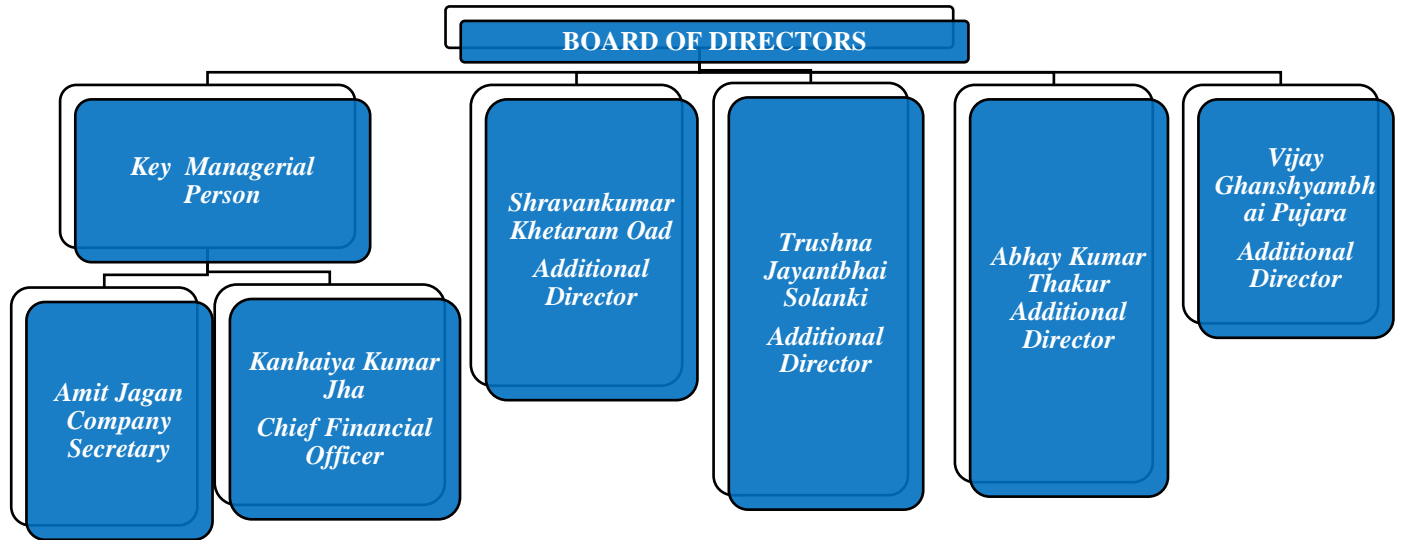 BOARD OF DIRECTORS
Key Managerial
Person
Amit Jagan
Company
Secretary
Kanhaiya Kumar
Jha
Chief Financial
Officer
Shravankumar
Khetaram Oad
Additional
Director
Trushna
Jayantbhai
Solanki
Additional
Director
Abhay Kumar
Thakur
Additional
Director
Vijay
Ghanshyambh
ai Pujara
Additional
Director